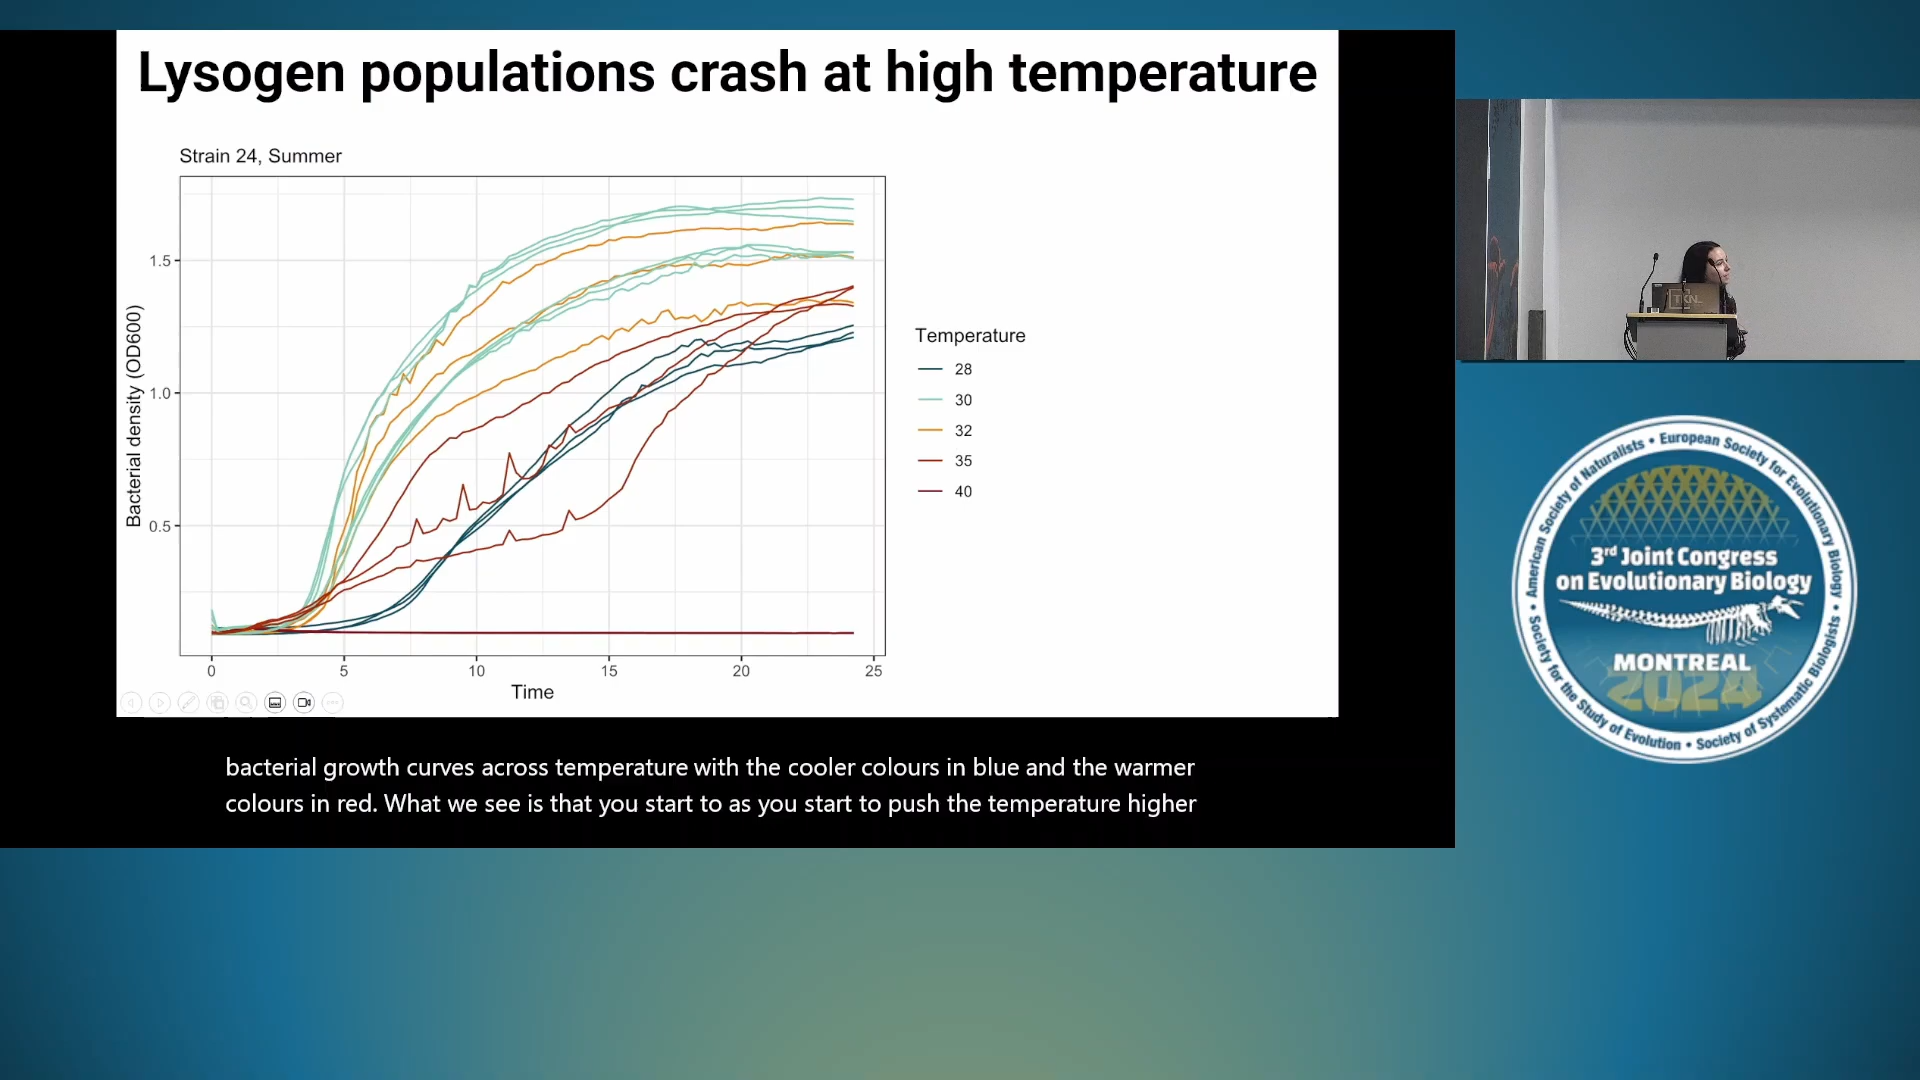 Lysogen populations crash at high temperature
Strain 24, Summer
Bacterial density (OD600)
1.5
1.0
0.5
0
5
10
15
20
25
Time
Temperature
28
30
32
35
40
bacterial growth curves across temperature with the cooler colours in blue and the warmer
colours in red. What we see is that you start to as you start to push the temperature higher
TKN
American Society of Naturalists • European Society for Evolutionary Biology •
Society for the Study of Evolution • Society of Systematic Biologists •
3rd Joint Congress
on Evolutionary Biology
MONTREAL
2024